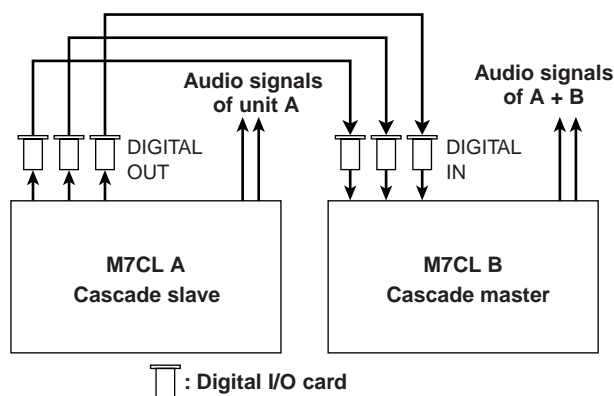 Audio signals
of unit A
Audio signals
of A + B
DIGITAL
OUT
DIGITAL
IN
M7CL A
Cascade slave
M7CL B
Cascade master
: Digital I/O card